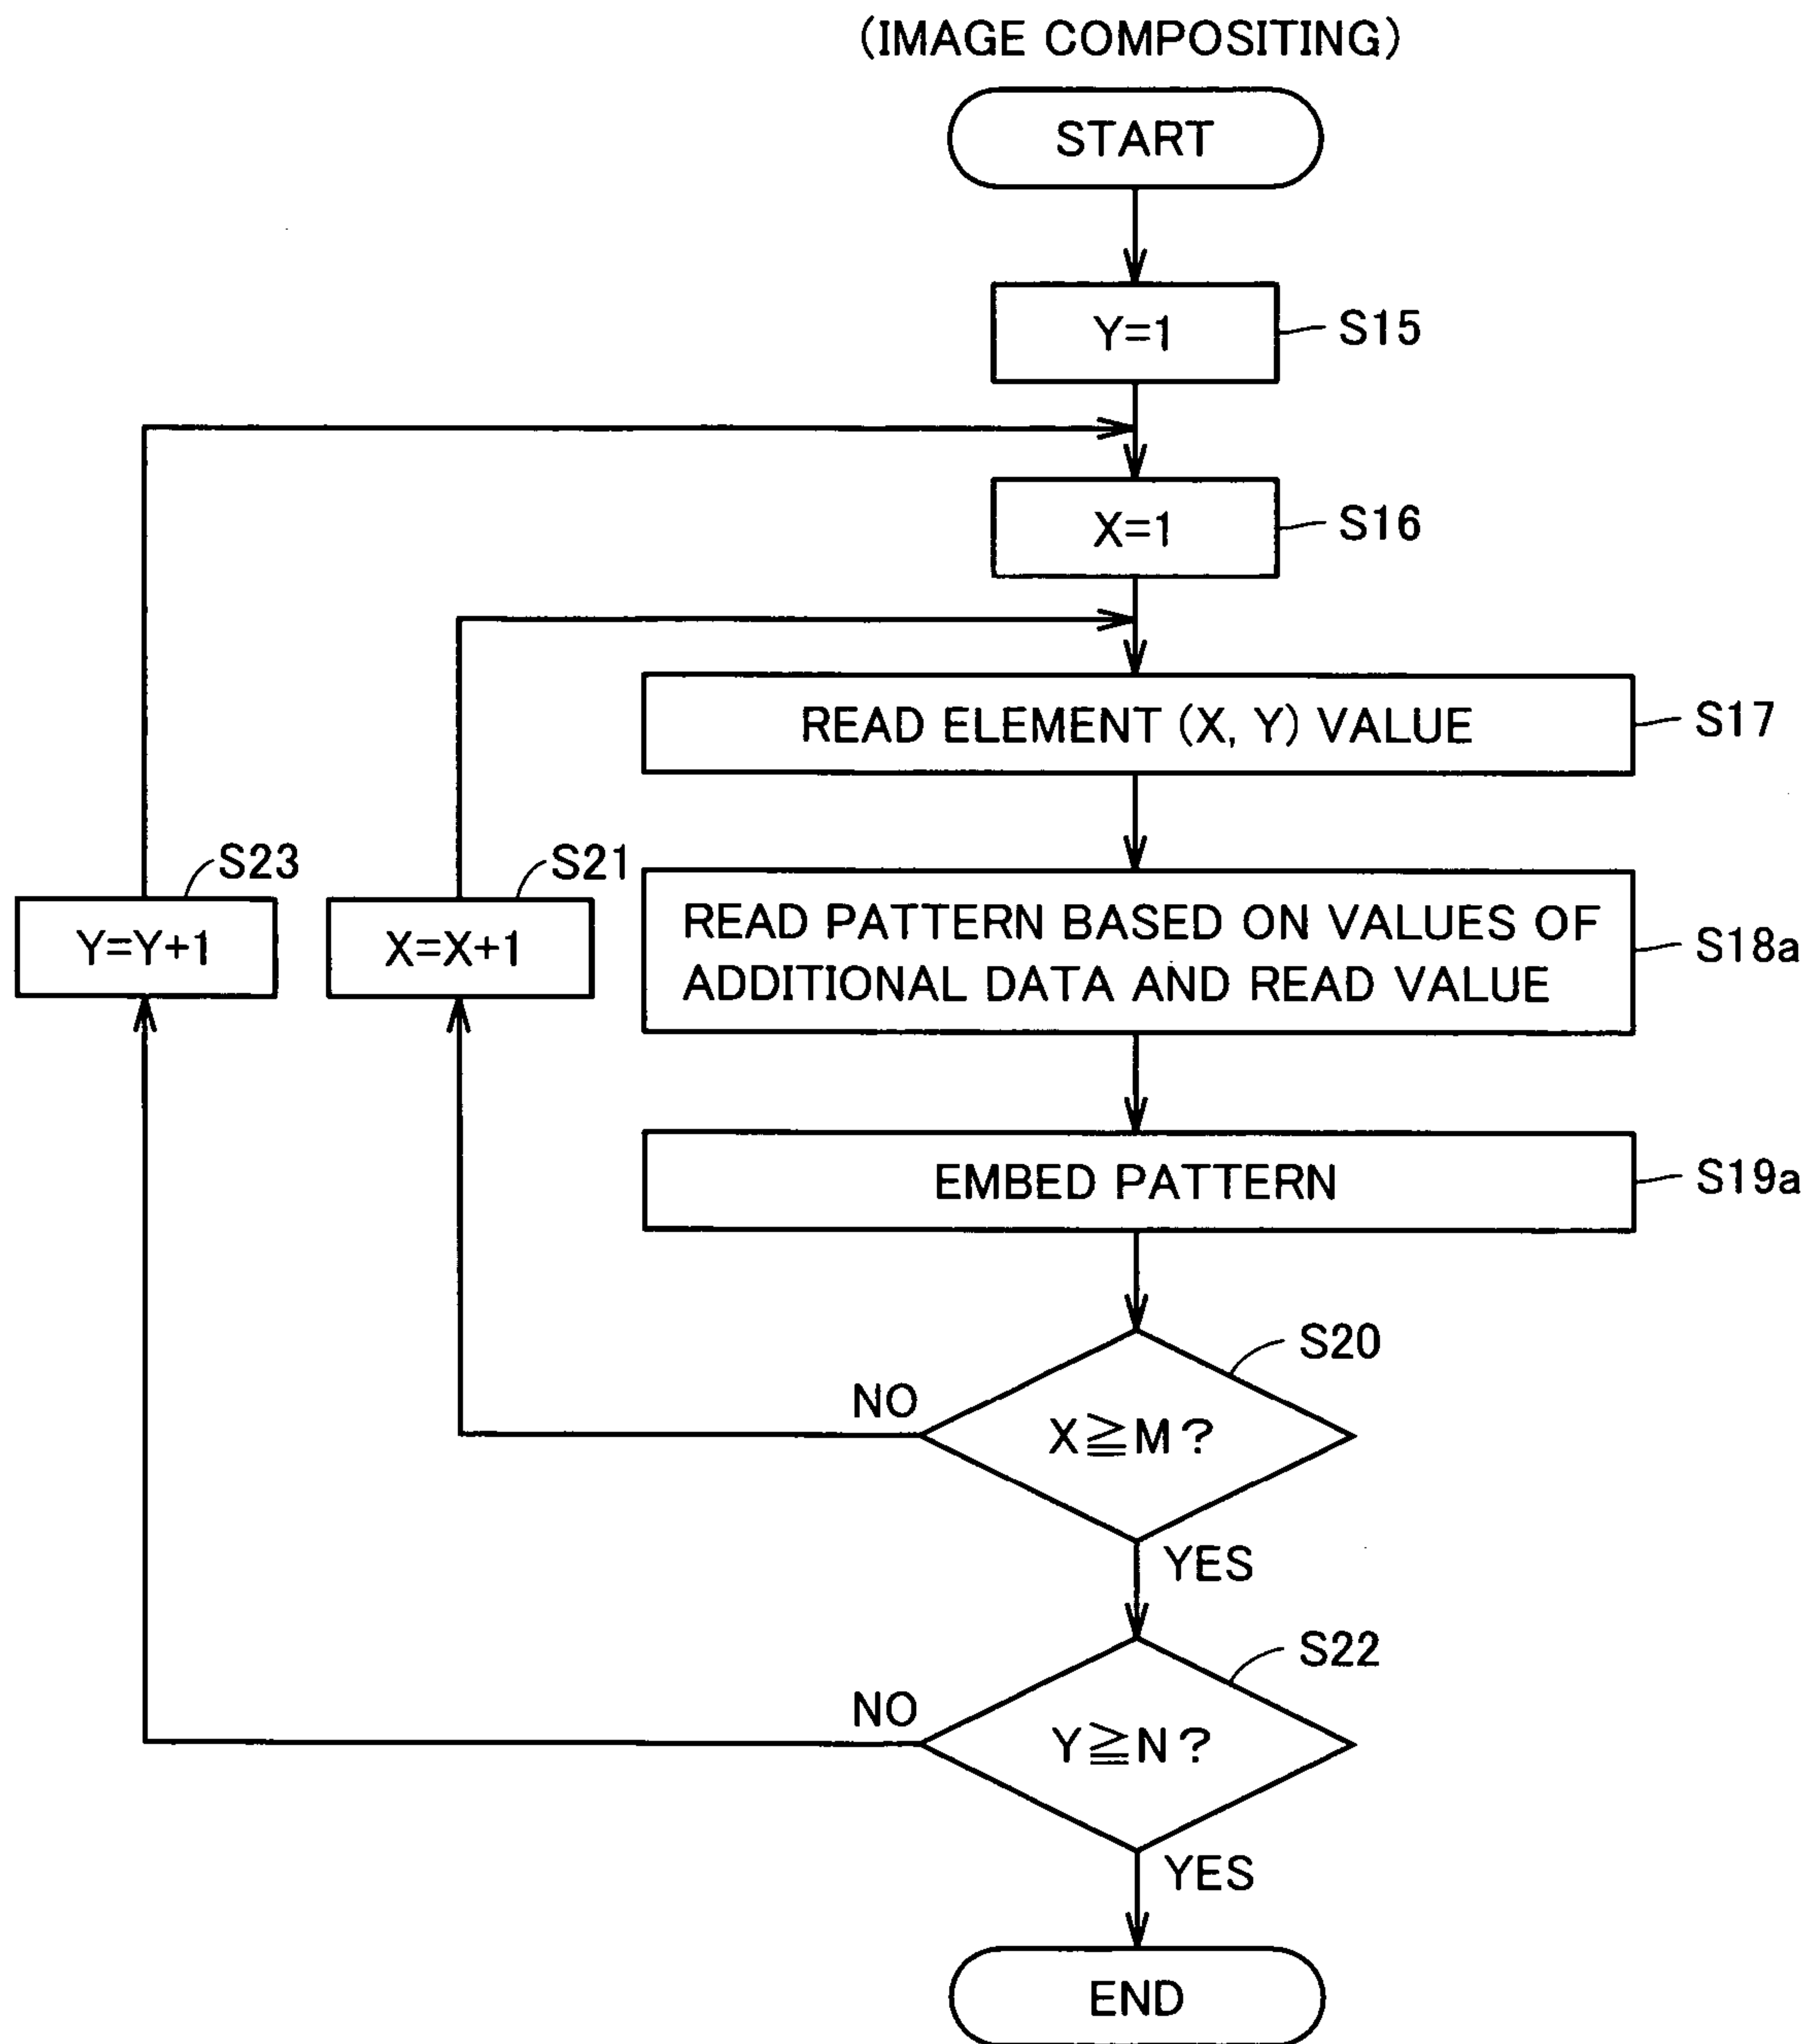 (IMAGE COMPOSITING)
START
Y=1
S15
X=1
S16
READ ELEMENT (X, Y) VALUE
S17
S23
S21
Y=Y+1
X=X+1
READ PATTERN BASED ON VALUES OF
ADDITIONAL DATA AND READ VALUE
S18a
EMBED PATTERN
S19a
S20
NO
X≧M?
YES
S22
NO
Y≧N?
YES
END